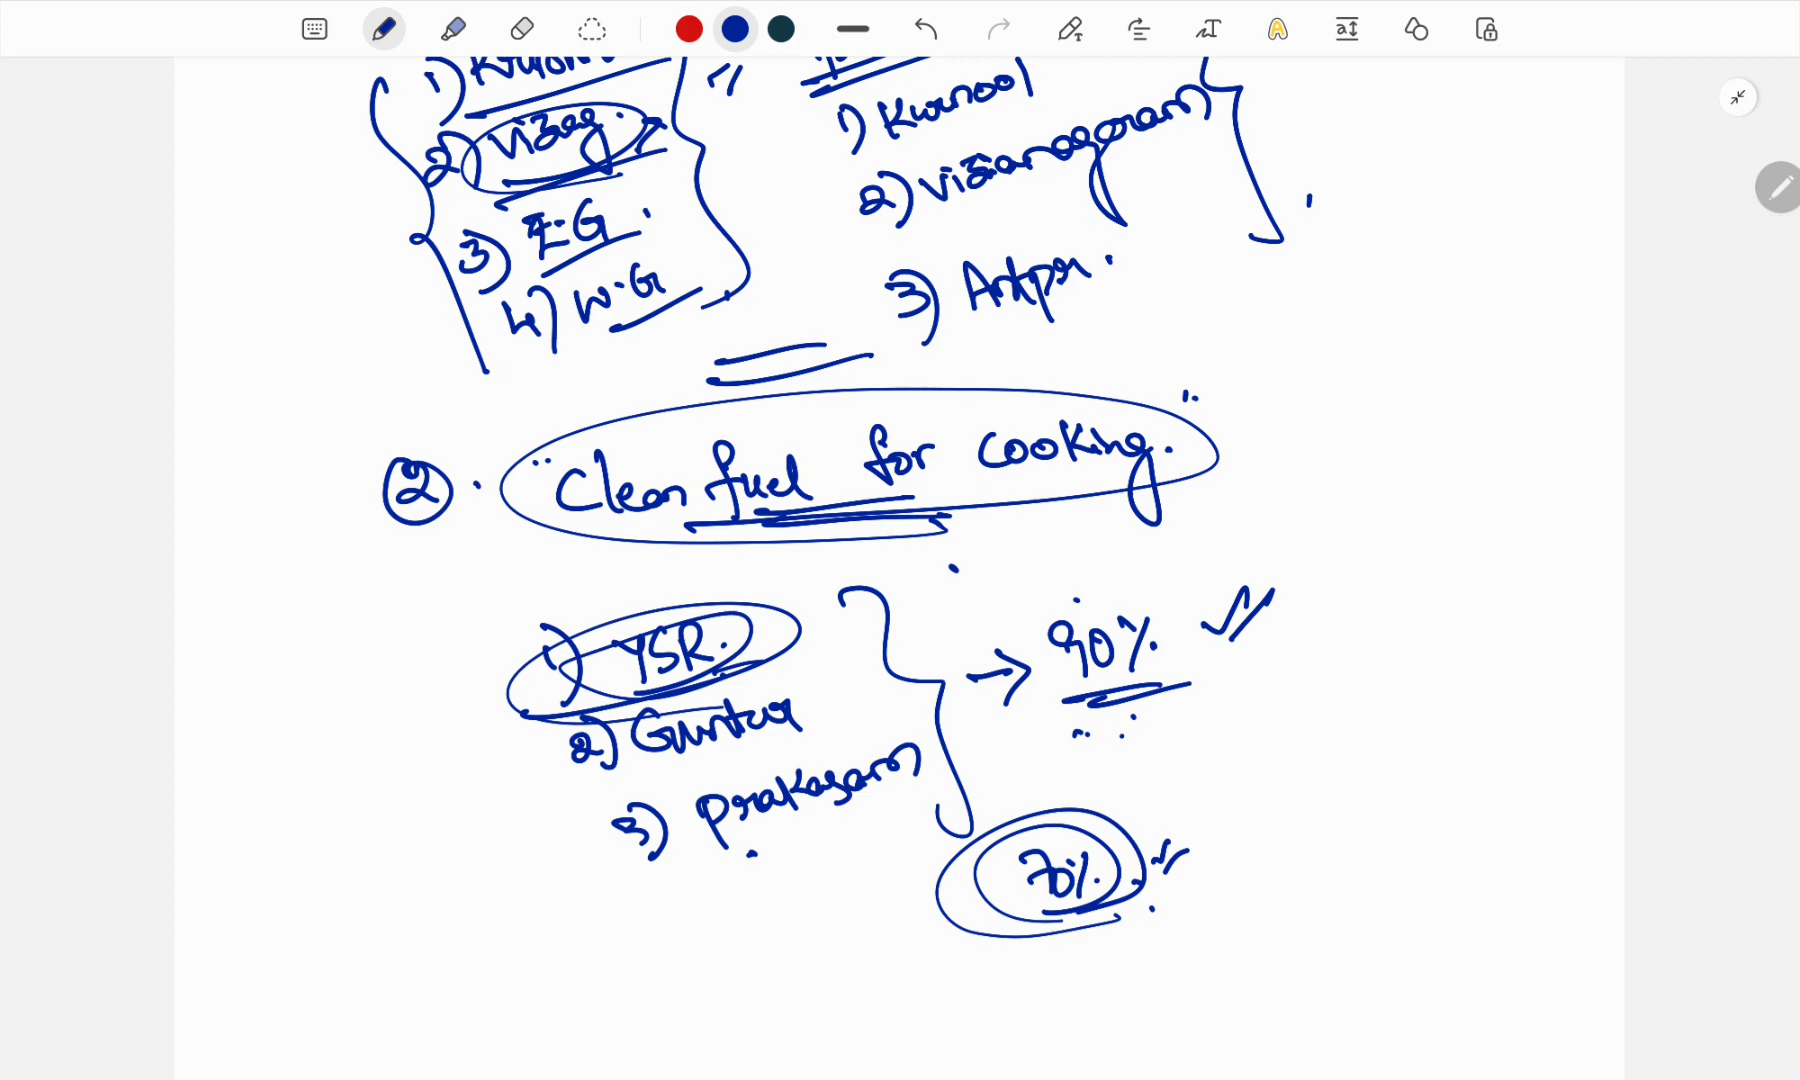 2) Vizag.
3) E.G.
4) W.G
1) Kurnool
2) Vizianagaram
3) Antpr.
② "Clean fuel for cooking."
1) YSR.
2) Guntur
3) prakasam
→ 90%
70%